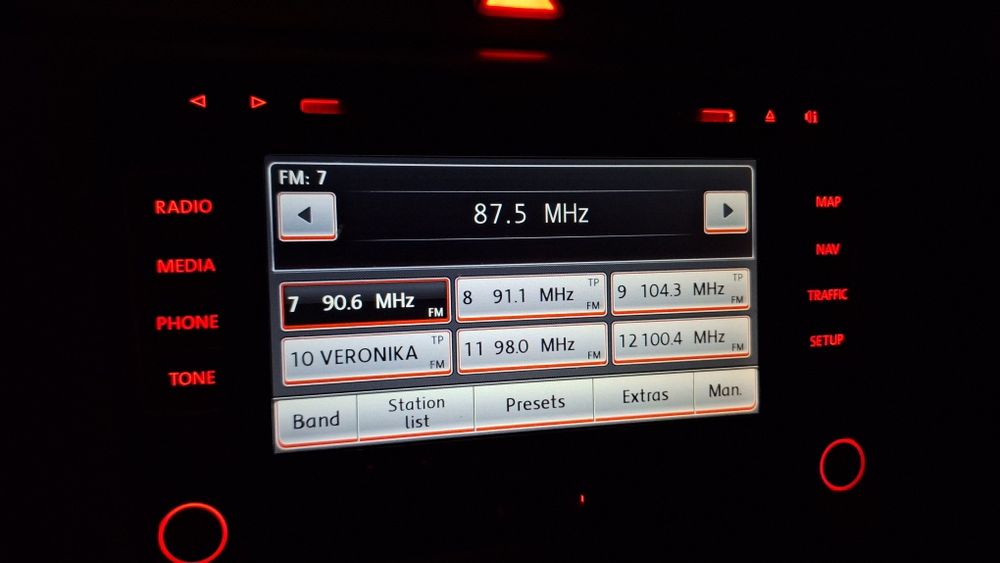 FM: 7
87.5 MHz
RADIO
MEDIA
PHONE
TONE
7 90.6 MHz FM
8 91.1 MHz TP FM
9 104.3 MHz TP FM
10 VERONIKA TP FM
11 98.0 MHz FM
12 100.4 MHz FM
Band
Station
list
Presets
Extras
Man.
MAP
NAV
TRAFFIC
SETUP